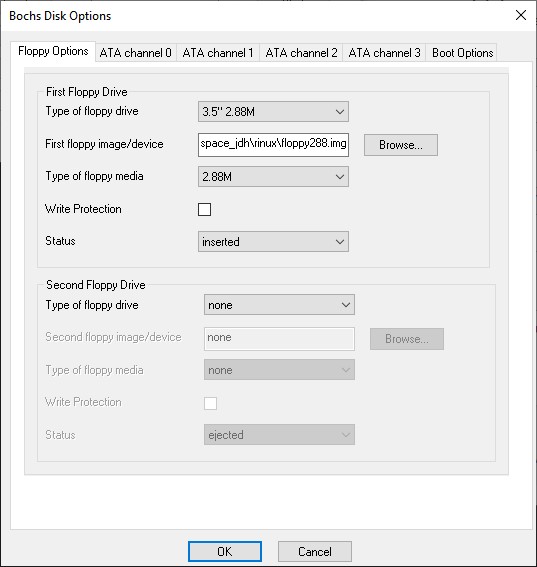 Bochs Disk Options
Floppy Options ATA channel 0 ATA channel 1 ATA channel 2 ATA channel 3 Boot Options
First Floppy Drive
Type of floppy drive 3.5" 2.88M
First floppy image/device space_jdh\rinux\floppy288.img Browse...
Type of floppy media 2.88M
Write Protection
Status inserted
Second Floppy Drive
Type of floppy drive none
Second floppy image/device none Browse...
Type of floppy media none
Write Protection
Status ejected
OK Cancel